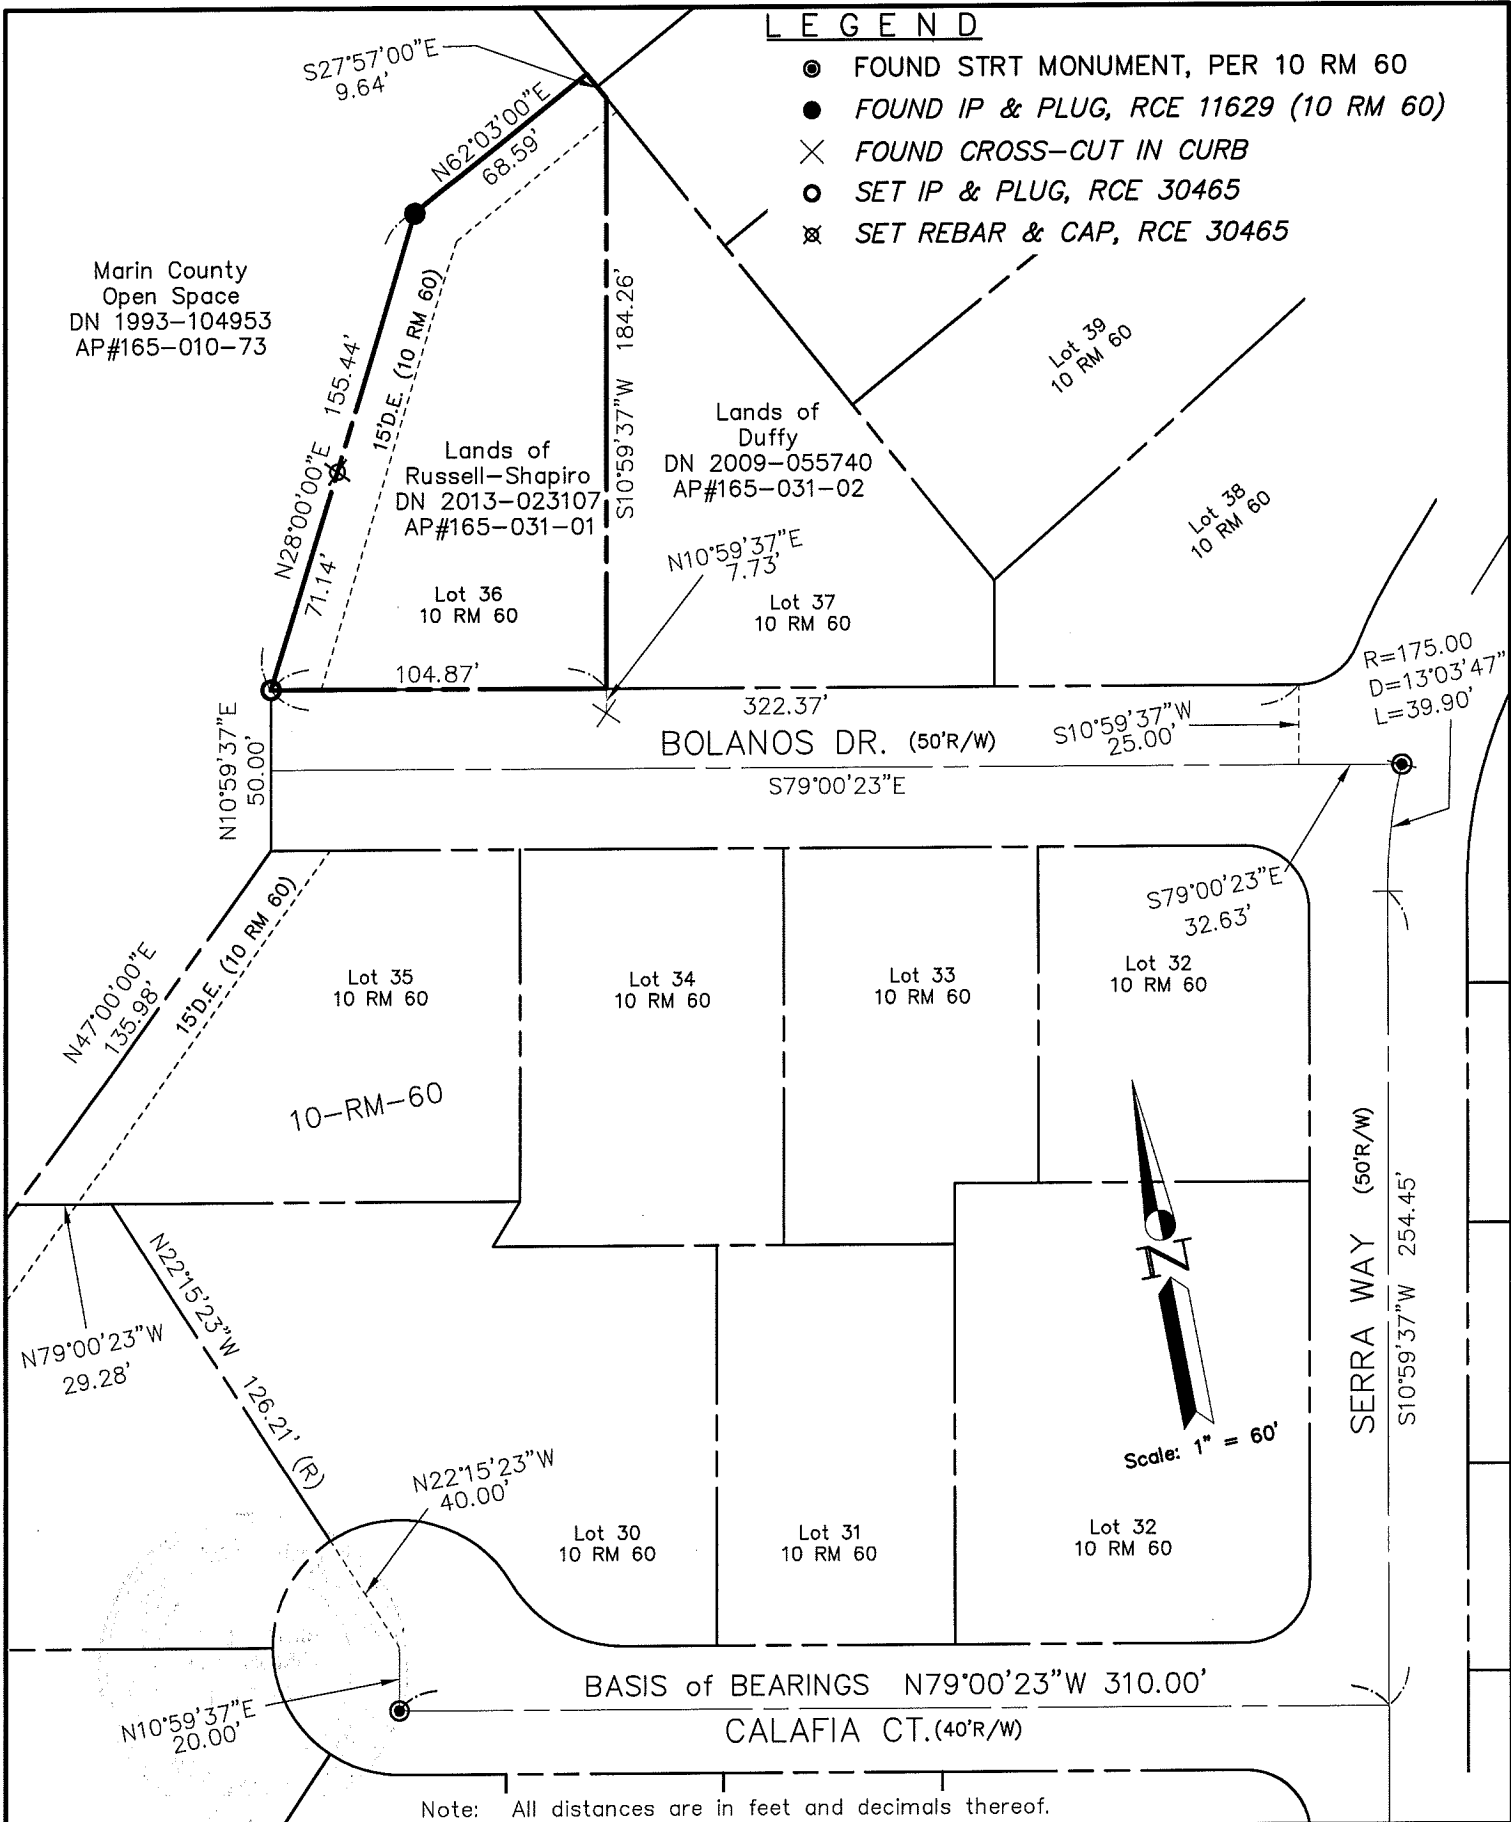 LEGEND
FOUND STRT MONUMENT, PER 10 RM 60
FOUND IP & PLUG, RCE 11629 (10 RM 60)
FOUND CROSS-CUT IN CURB
SET IP & PLUG, RCE 30465
SET REBAR & CAP, RCE 30465
S27°57'00"E
9.64'
N62°03'00"E
68.59'
Marin County
Open Space
DN 1993-104953
AP#165-010-73
N28°00'00"E 155.44'
71.14'
15'D.E. (10 RM 60)
Lands of
Russell-Shapiro
DN 2013-023107
AP#165-031-01
S10°59'37"W 184.26'
Lands of
Duffy
DN 2009-055740
AP#165-031-02
Lot 39
10 RM 60
Lot 38
10 RM 60
N10°59'37"E
7.73'
Lot 36
10 RM 60
Lot 37
10 RM 60
104.87'
322.37'
R=175.00
D=13°03'47"
L=39.90'
N10°59'37"E
50.00'
BOLANOS DR. (50'R/W)
S10°59'37"W
25.00'
S79°00'23"E
S79°00'23"E
32.63'
N47°00'00"E
135.98'
15'D.E. (10 RM 60)
Lot 35
10 RM 60
Lot 34
10 RM 60
Lot 33
10 RM 60
Lot 32
10 RM 60
10-RM-60
SERRA WAY (50'R/W)
S10°59'37"W 254.45'
N
Scale: 1" = 60'
N79°00'23"W
29.28'
N22°15'23"W 126.21' (R)
N22°15'23"W
40.00'
Lot 30
10 RM 60
Lot 31
10 RM 60
Lot 32
10 RM 60
N10°59'37"E
20.00'
BASIS of BEARINGS N79°00'23"W 310.00'
CALAFIA CT.(40'R/W)
Note: All distances are in feet and decimals thereof.